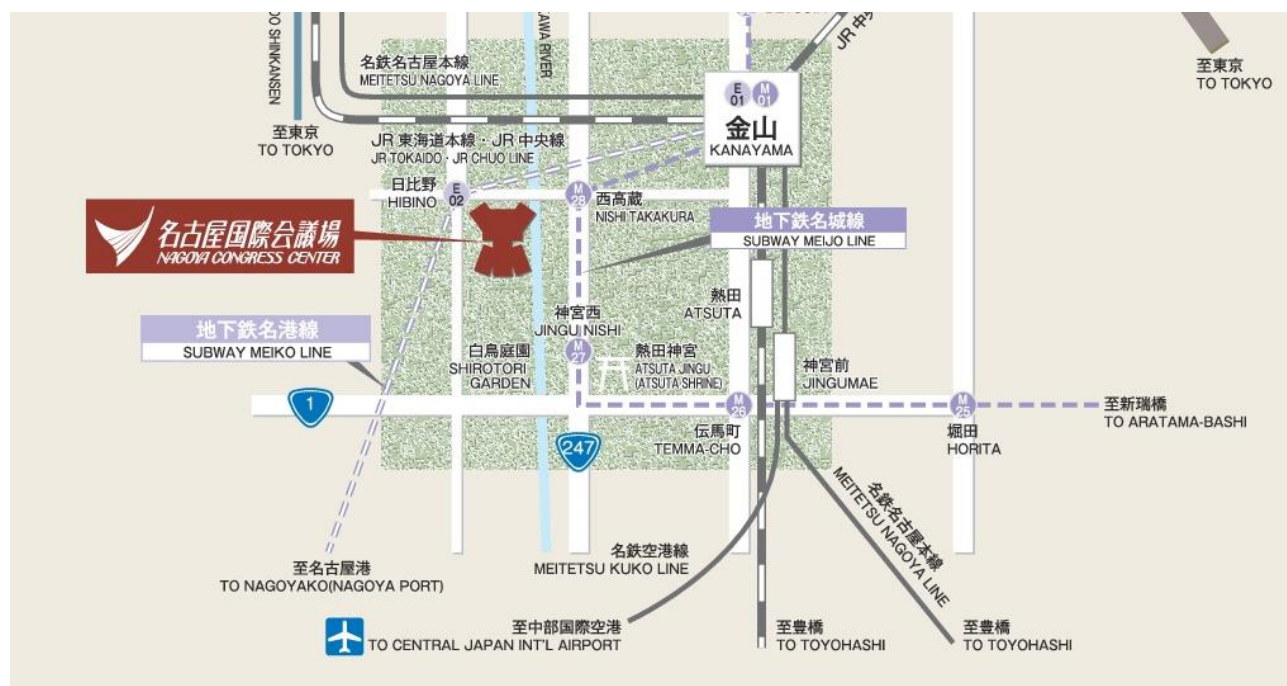 DO SHINKANSEN
至東京
TO TOKYO
名鉄名古屋本線
MEITETSU NAGOYA LINE
AWA RIVER
JR 中央
至東京
TO TOKYO
E
01
M
01
金山
KANAYAMA
JR 東海道本線・JR 中央線
JR TOKAIDO・JR CHUO LINE
日比野
HIBINO
E
02
M
28
西高蔵
NISHI TAKAKURA
名古屋国際会議場
NAGOYA CONGRESS CENTER
地下鉄名城線
SUBWAY MEIJO LINE
熱田
ATSUTA
神宮西
JINGU NISHI
M
27
地下鉄名港線
SUBWAY MEIKO LINE
白鳥庭園
SHIROTORI
GARDEN
熱田神宮
ATSUTA JINGU
(ATSUTA SHRINE)
神宮前
JINGUMAE
1
247
M
26
伝馬町
TEMMA-CHO
M
25
堀田
HORITA
至新瑞橋
TO ARATAMA-BASHI
名鉄名古屋本線
MEITETSU NAGOYA LINE
名鉄空港線
MEITETSU KUKO LINE
至名古屋港
TO NAGOYAKO(NAGOYA PORT)
至中部国際空港
TO CENTRAL JAPAN INT'L AIRPORT
至豊橋
TO TOYOHASHI
至豊橋
TO TOYOHASHI